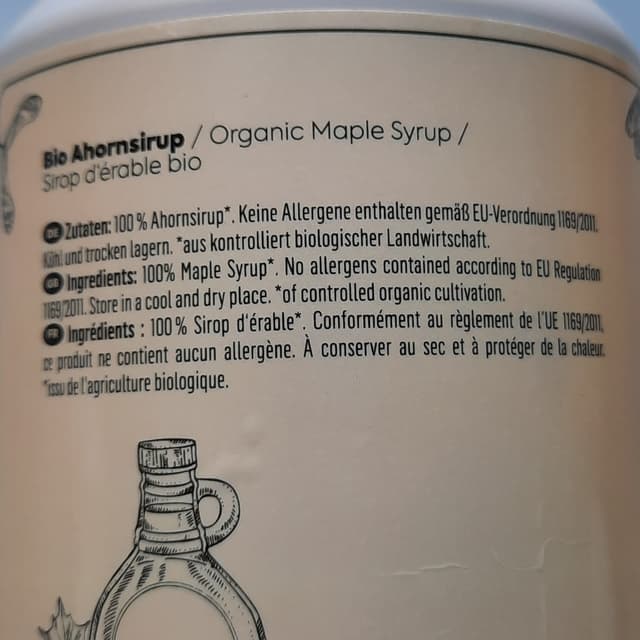 Bio Ahornsirup / Organic Maple Syrup /
Sirop d'érable bio
DE Zutaten: 100 % Ahornsirup*. Keine Allergene enthalten gemäß EU-Verordnung 1169/2011.
Kühl und trocken lagern. *aus kontrolliert biologischer Landwirtschaft.
GB Ingredients: 100% Maple Syrup*. No allergens contained according to EU Regulation
1169/2011. Store in a cool and dry place. *of controlled organic cultivation.
FR Ingrédients : 100 % Sirop d'érable*. Conformément au règlement de l'UE 1169/2011,
ce produit ne contient aucun allergène. À conserver au sec et à protéger de la chaleur.
*issu de l'agriculture biologique.